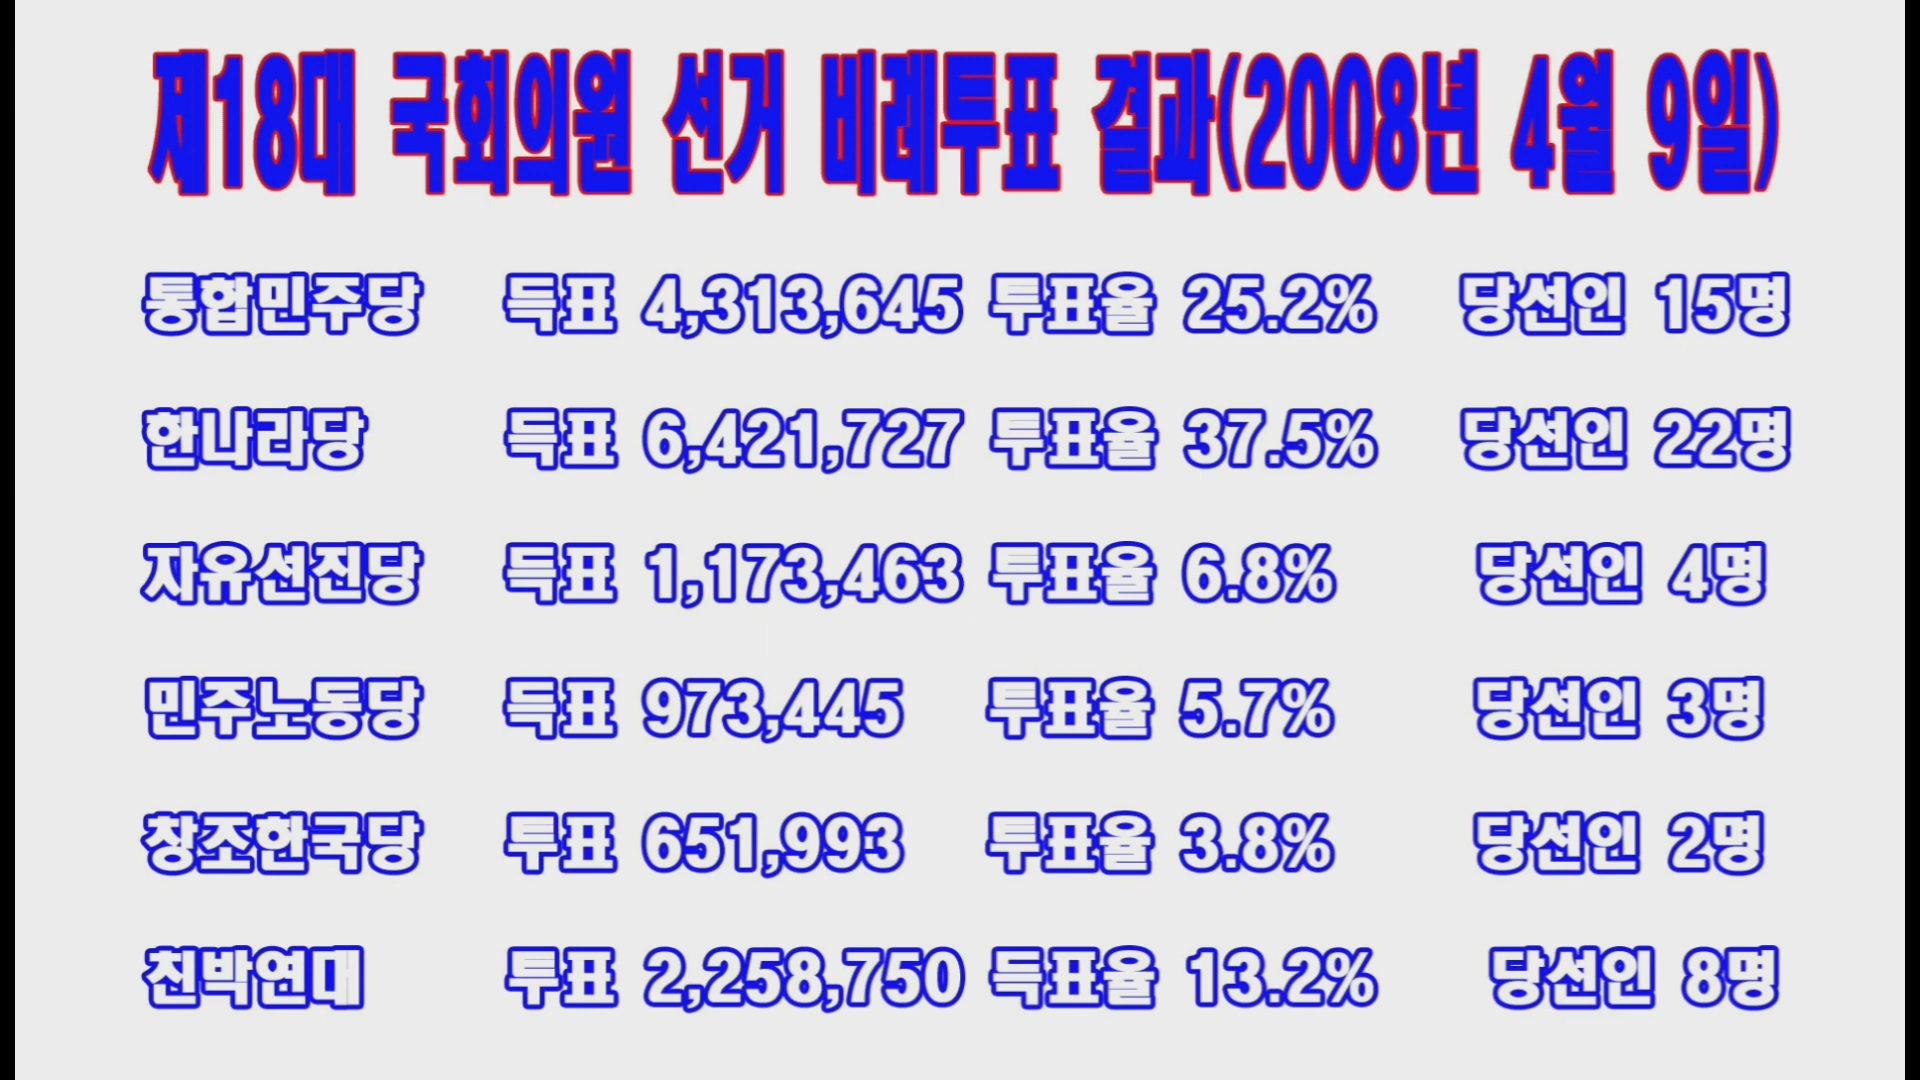 제18대 국회의원 선거 비례투표 결과(2008년 4월 9일)
통합민주당 득표 4,313,645 투표율 25.2% 당선인 15명
한나라당 득표 6,421,727 투표율 37.5% 당선인 22명
자유선진당 득표 1,173,463 투표율 6.8% 당선인 4명
민주노동당 득표 973,445 투표율 5.7% 당선인 3명
창조한국당 투표 651,993 투표율 3.8% 당선인 2명
친박연대 투표 2,258,750 득표율 13.2% 당선인 8명